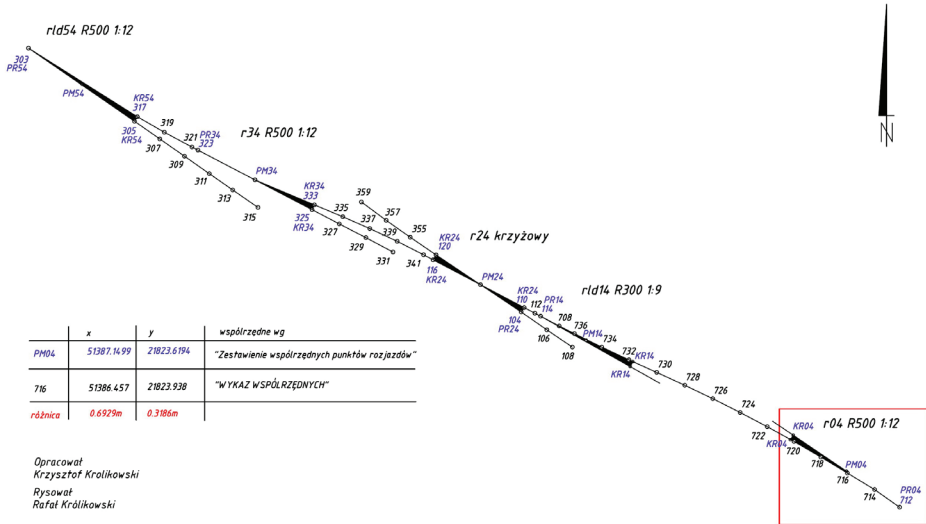 rld54 R500 1:12
303
PR54
PM54
KR54
317
305
KR54
319
307
321
PR34
323
309
311
313
315
r34 R500 1:12
PM34
KR34
333
325
KR34
335
327
337
329
339
331
341
359
357
355
KR24
120
116
KR24
r24 krzyżowy
PM24
KR24
110
104
PR24
112
PR14
114
106
108
rld14 R300 1:9
708
736
PM14
734
732
KR14
KR14
730
728
726
724
722
KR04
KR04
720
718
r04 R500 1:12
PM04
716
714
PR04
712
N
x y współrzędne wg
PM04 51387.1499 21823.6194 "Zestawienie współrzędnych punktów rozjazdów"
716 51386.457 21823.938 "WYKAZ WSPÓŁRZĘDNYCH"
różnica 0.6929m 0.3186m
Opracował
Krzysztof Krolikowski
Rysował
Rafał Królikowski